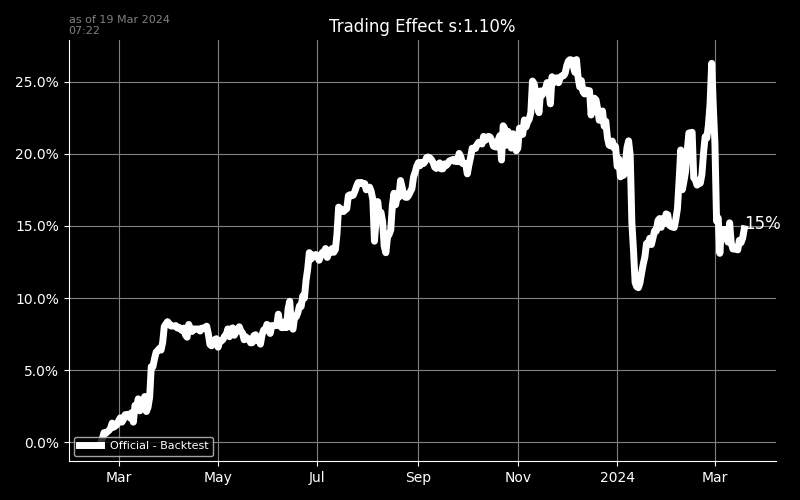 as of 19 Mar 2024
07:22
Trading Effect s:1.10%
25.0%
20.0%
15.0%
10.0%
5.0%
0.0%
15%
Official - Backtest
Mar
May
Jul
Sep
Nov
2024
Mar